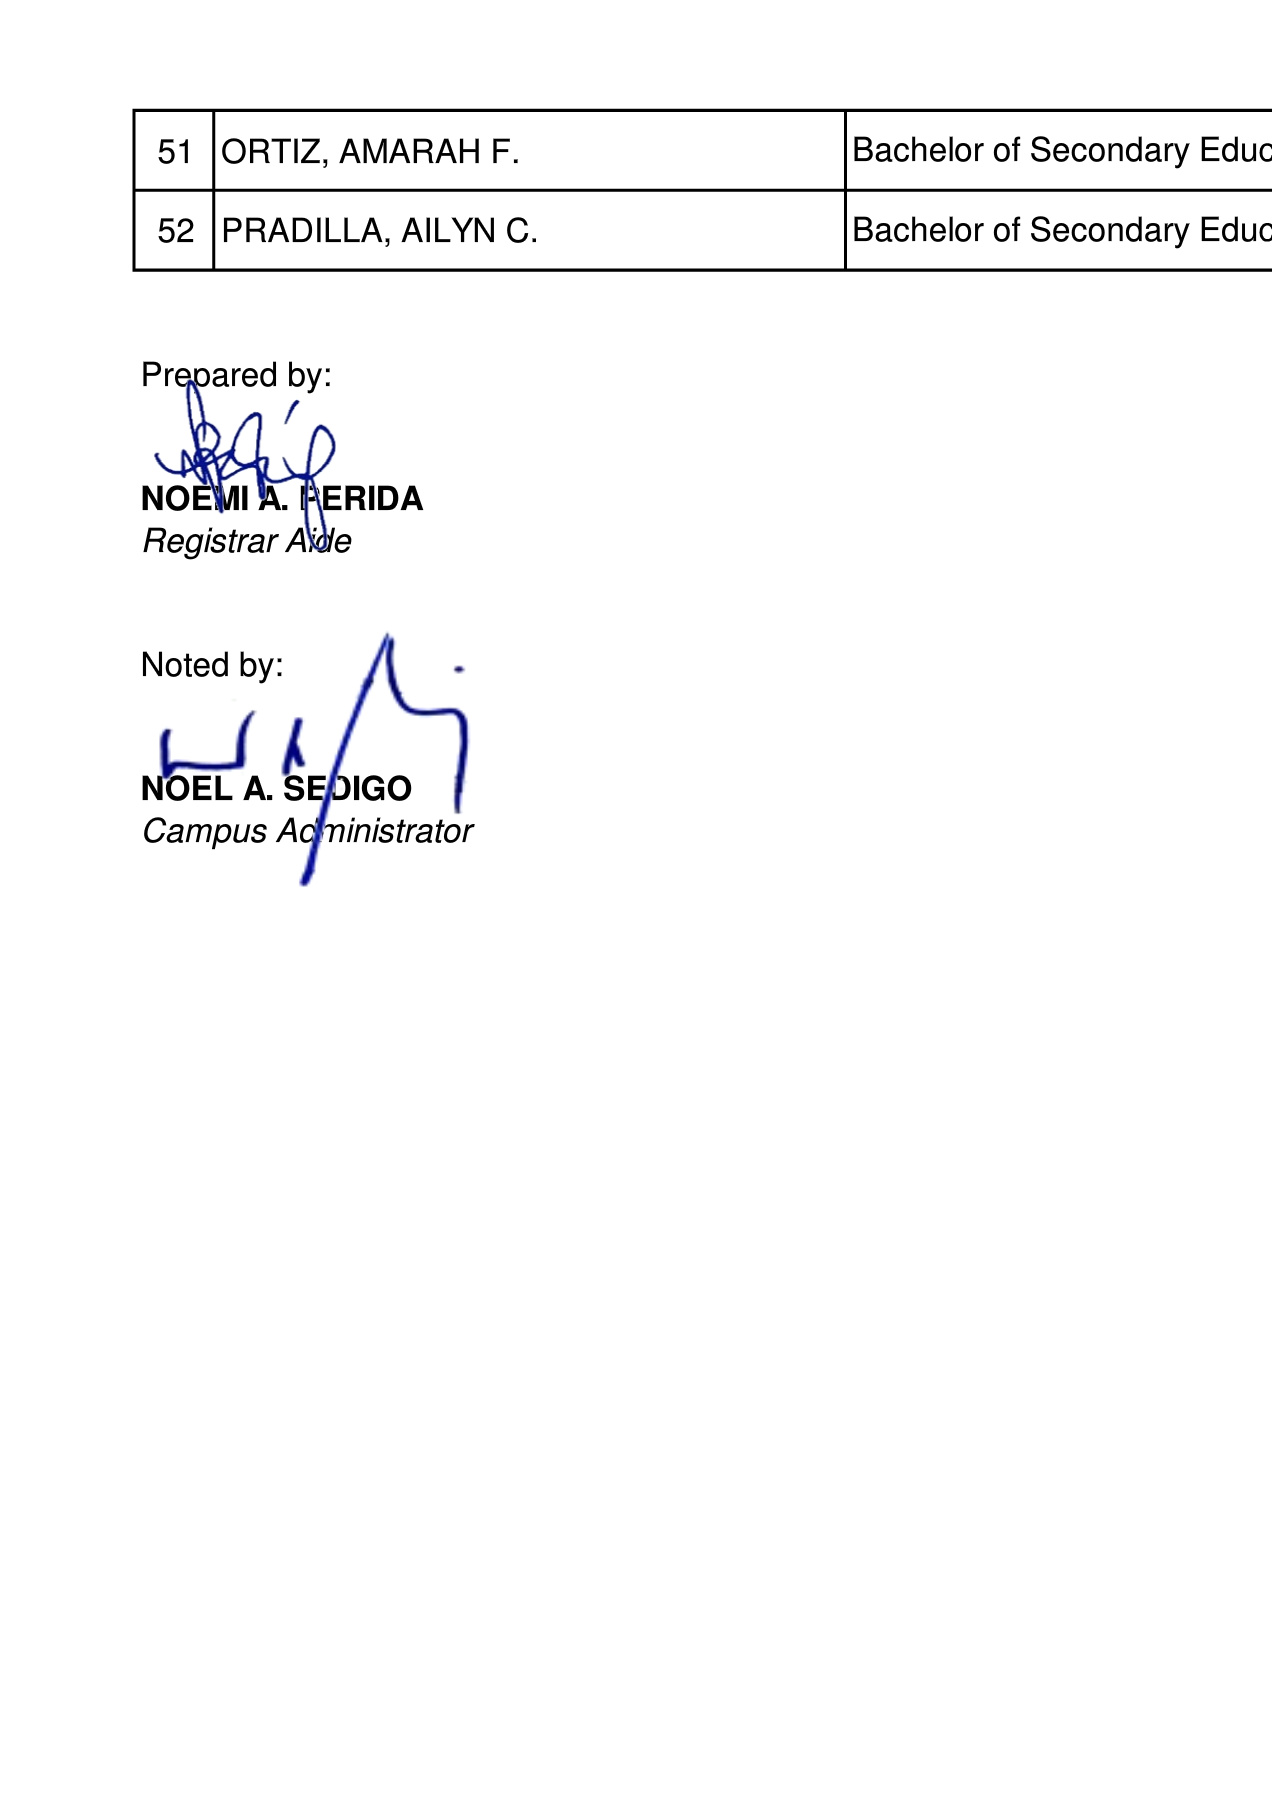 51 ORTIZ, AMARAH F. Bachelor of Secondary Educ
52 PRADILLA, AILYN C. Bachelor of Secondary Educ
Prepared by:
NOEMI A. PERIDA
Registrar Aide
Noted by:
NOEL A. SEDIGO
Campus Administrator